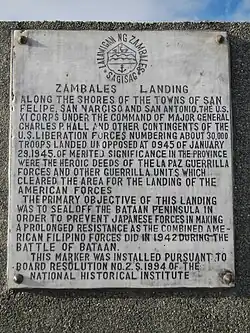 LALAWIGAN NG ZAMBALES
SAGISAG
ZAMBALES LANDING
ALONG THE SHORES OF THE TOWNS OF SAN
FELIPE, SAN NARCISO AND SAN ANTONIO, THE U.S.
XI CORPS UNDER THE COMMAND OF MAJOR GENERAL
CHARLES P. HALL, AND OTHER CONTINGENTS OF THE
U.S. LIBERATION FORCES NUMBERING ABOUT 30,000
TROOPS LANDED UNOPPOSED AT 0945 OF JANUARY
29, 1945. OF MERITED SIGNIFICANCE IN THE PROVINCE
WERE THE HEROIC DEEDS OF THE LA PAZ GUERRILLA
FORCES AND OTHER GUERRILLA UNITS WHICH
CLEARED THE AREA FOR THE LANDING OF THE
AMERICAN FORCES
THE PRIMARY OBJECTIVE OF THIS LANDING
WAS TO SEAL OFF THE BATAAN PENINSULA IN
ORDER TO PREVENT JAPANESE FORCES IN MAKING
A PROLONGED RESISTANCE AS THE COMBINED AME-
RICAN FILIPINO FORCES DID IN 1942 DURING THE
BATTLE OF BATAAN.
THIS MARKER WAS INSTALLED PURSUANT TO
BOARD RESOLUTION NO. 2, S. 1994 OF THE
NATIONAL HISTORICAL INSTITUTE